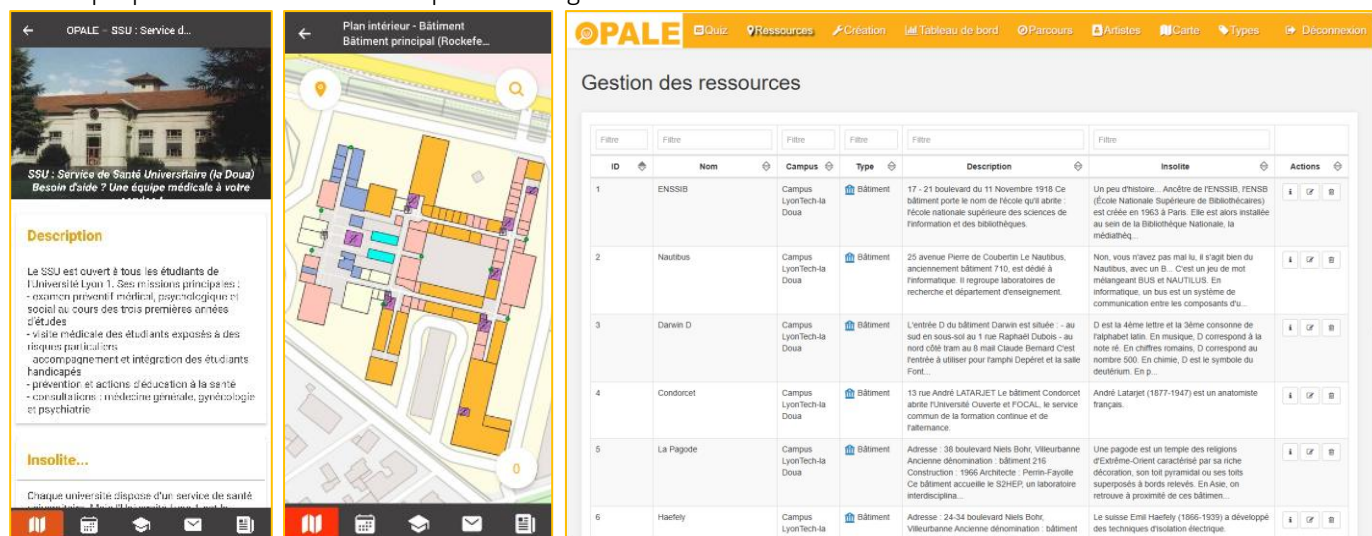 OPALE - SSU : Service d...
SSU : Service de Santé Universitaire (la Doua)
Besoin d'aide ? Une équipe médicale à votre
Description
Le SSU est ouvert à tous les étudiants de
l'Université Lyon 1. Ses missions principales :
- examen préventif médical, psychologique et
social au cours des trois premières années
d'études
- visite médicale des étudiants exposés à des
risques particuliers
accompagnement et intégration des étudiants
handicapés
- prévention et actions d'éducation à la santé
- consultations : médecine générale, gynécologie
et psychiatrie
Insolite...
Chaque université dispose d'un service de santé
Plan intérieur - Bâtiment
Bâtiment principal (Rockefe...
0
OPALE Quiz Ressources Création Tableau de bord Parcours Artistes Carte Types Déconnexion
Gestion des ressources
Filtre Filtre Filtre Filtre Filtre Filtre
ID Nom Campus Type Description Insolite Actions
1 ENSSIB Campus Bâtiment 17 - 21 boulevard du 11 Novembre 1918 Ce Un peu d'histoire... Ancêtre de l'ENSSIB, l'ENSB
LyonTech-la bâtiment porte le nom de l'école qu'il abrite : (École Nationale Supérieure de Bibliothécaires)
Doua l'école nationale supérieure des sciences de est créée en 1963 à Paris. Elle est alors installée
l'information et des bibliothèques. au sein de la Bibliothèque Nationale, la
médiathèq...
2 Nautibus Campus Bâtiment 25 avenue Pierre de Coubertin Le Nautibus, Non, vous n'avez pas mal lu, il s'agit bien du
LyonTech-la anciennement bâtiment 710, est dédié à Nautibus, avec un B... C'est un jeu de mot
Doua l'informatique. Il regroupe laboratoires de mélangeant BUS et NAUTILUS. En
recherche et département d'enseignement. informatique, un bus est un système de
communication entre les composants d'u...
3 Darwin D Campus Bâtiment L'entrée D du bâtiment Darwin est située : - au D est la 4ème lettre et la 3ème consonne de
LyonTech-la sud en sous-sol au 1 rue Raphaël Dubois - au l'alphabet latin. En musique, D correspond à la
Doua nord côté tram au 8 mail Claude Bernard C'est note ré. En chiffres romains, D correspond au
l'entrée à utiliser pour l'amphi Depéret et la salle nombre 500. En chimie, D est le symbole du
Font... deutérium. En p...
4 Condorcet Campus Bâtiment 13 rue André LATARJET Le bâtiment Condorcet André Latarjet (1877-1947) est un anatomiste
LyonTech-la abrite l'Université Ouverte et FOCAL, le service français.
Doua commun de la formation continue et de
l'alternance.
5 La Pagode Campus Bâtiment Adresse : 38 boulevard Niels Bohr, Villeurbanne Une pagode est un temple des religions
LyonTech-la Ancienne dénomination : bâtiment 216 d'Extrême-Orient caractérisé par sa riche
Doua Construction : 1966 Architecte : Perrin-Fayolle décoration, son toit pyramidal ou ses toits
Ce bâtiment accueille le S2HEP, un laboratoire superposés à bords relevés. En Asie, on
interdisciplina... retrouve à proximité de ces bâtimen...
6 Haefely Campus Bâtiment Adresse : 24-34 boulevard Niels Bohr, Le suisse Emil Haefely (1866-1939) a développé
LyonTech-la Villeurbanne Ancienne dénomination : bâtiment des techniques d'isolation électrique.